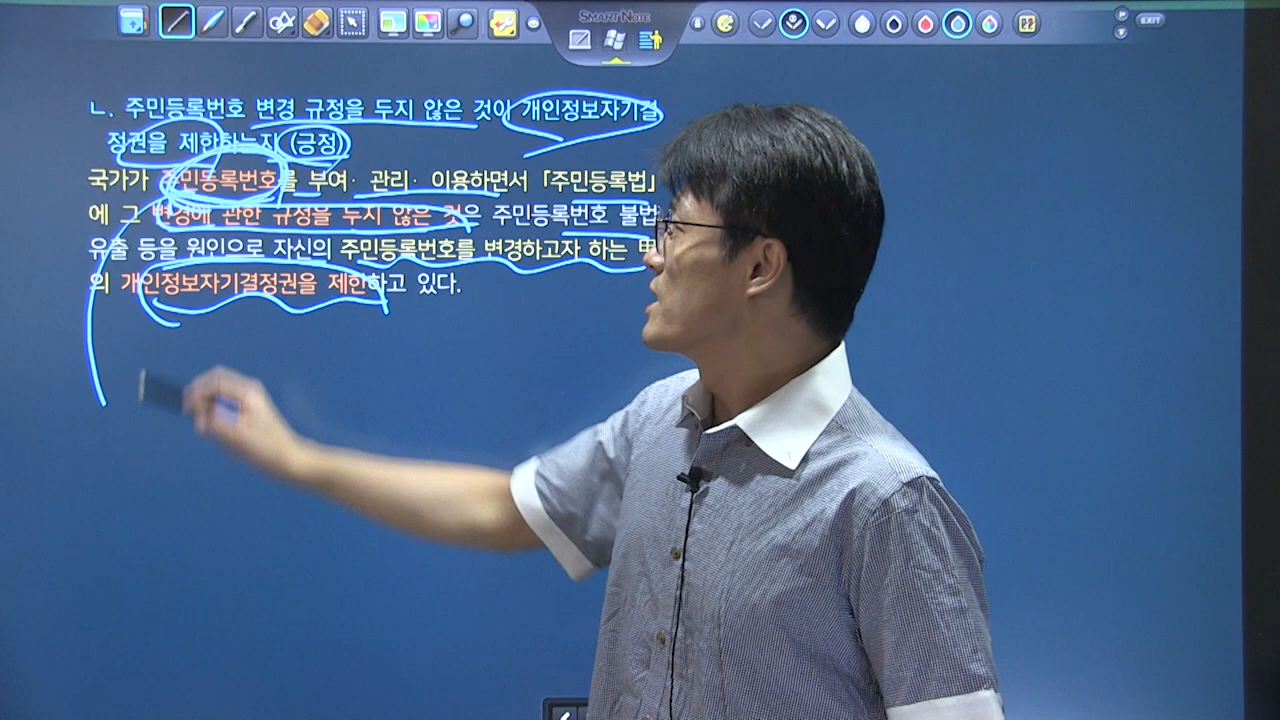 SMART NOTE
EXIT
ㄴ. 주민등록번호 변경 규정을 두지 않은 것이 개인정보자기결
정권을 제한하는지 (긍정)
국가가 주민등록번호를 부여· 관리· 이용하면서 「주민등록법」
에 그 변경에 관한 규정을 두지 않은 것은 주민등록번호 불법
유출 등을 원인으로 자신의 주민등록번호를 변경하고자 하는
의 개인정보자기결정권을 제한하고 있다.